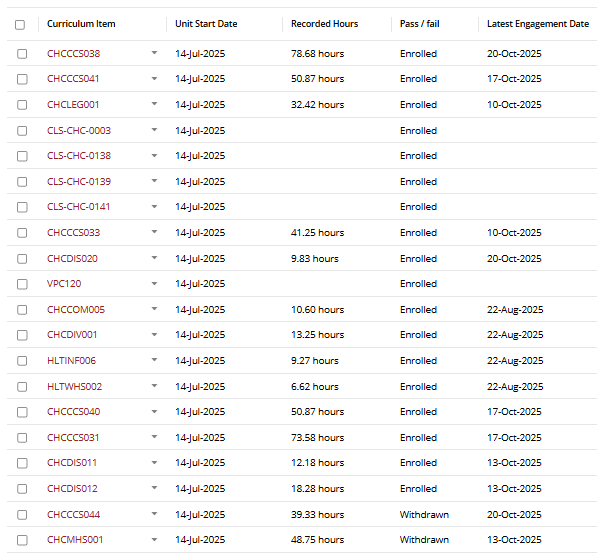 Curriculum Item Unit Start Date Recorded Hours Pass / fail Latest Engagement Date
CHCCCS038 14-Jul-2025 78.68 hours Enrolled 20-Oct-2025
CHCCCS041 14-Jul-2025 50.87 hours Enrolled 17-Oct-2025
CHCLEG001 14-Jul-2025 32.42 hours Enrolled 10-Oct-2025
CLS-CHC-0003 14-Jul-2025 Enrolled
CLS-CHC-0138 14-Jul-2025 Enrolled
CLS-CHC-0139 14-Jul-2025 Enrolled
CLS-CHC-0141 14-Jul-2025 Enrolled
CHCCCS033 14-Jul-2025 41.25 hours Enrolled 10-Oct-2025
CHCDIS020 14-Jul-2025 9.83 hours Enrolled 20-Oct-2025
VPC120 14-Jul-2025 Enrolled
CHCCOM005 14-Jul-2025 10.60 hours Enrolled 22-Aug-2025
CHCDIV001 14-Jul-2025 13.25 hours Enrolled 22-Aug-2025
HLTINF006 14-Jul-2025 9.27 hours Enrolled 22-Aug-2025
HLTWHS002 14-Jul-2025 6.62 hours Enrolled 22-Aug-2025
CHCCCS040 14-Jul-2025 50.87 hours Enrolled 17-Oct-2025
CHCCCS031 14-Jul-2025 73.58 hours Enrolled 17-Oct-2025
CHCDIS011 14-Jul-2025 12.18 hours Enrolled 13-Oct-2025
CHCDIS012 14-Jul-2025 18.28 hours Enrolled 13-Oct-2025
CHCCCS044 14-Jul-2025 39.33 hours Withdrawn 20-Oct-2025
CHCMHS001 14-Jul-2025 48.75 hours Withdrawn 13-Oct-2025